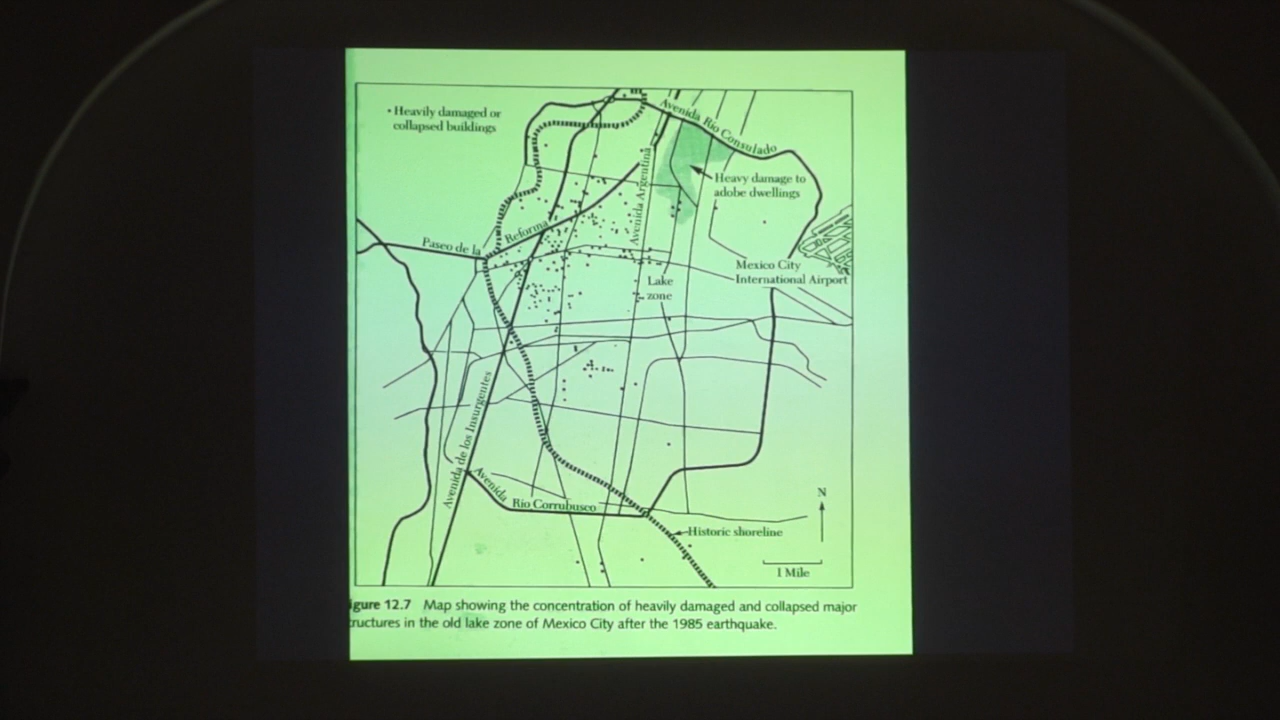 • Heavily damaged or
collapsed buildings
Avenida Rio Consulado
Avenida Argentina
Heavy damage to
adobe dwellings
Paseo de la Reforma
Mexico City
International Airport
Lake
zone
Avenida de los Insurgentes
Avenida Rio Corrubusco
N
Historic shoreline
1 Mile
igure 12.7 Map showing the concentration of heavily damaged and collapsed major
tructures in the old lake zone of Mexico City after the 1985 earthquake.